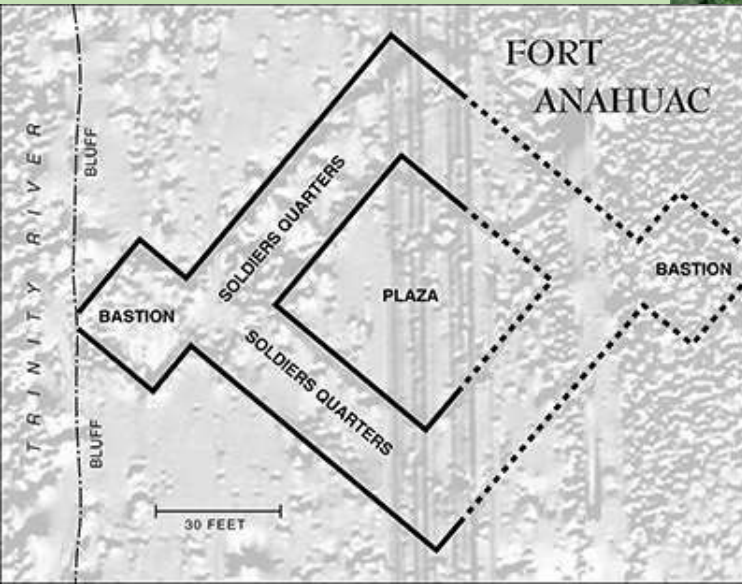 FORT
ANAHUAC
TRINITY RIVER
BLUFF
SOLDIERS QUARTERS
BASTION
PLAZA
BASTION
SOLDIERS QUARTERS
BLUFF
30 FEET